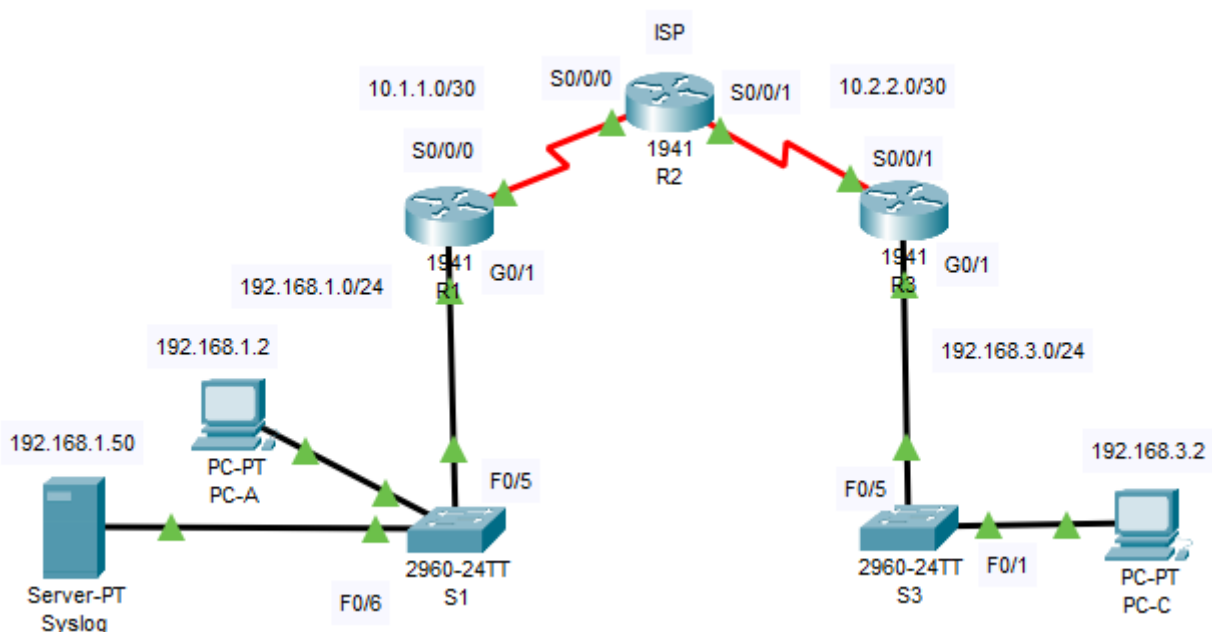 ISP
10.1.1.0/30
S0/0/0
S0/0/1
10.2.2.0/30
1941
R2
S0/0/0
S0/0/1
1941
R1
G0/1
1941
R3
G0/1
192.168.1.0/24
192.168.1.2
192.168.3.0/24
192.168.1.50
PC-PT
PC-A
F0/5
F0/5
192.168.3.2
2960-24TT
S1
2960-24TT
S3
F0/1
PC-PT
PC-C
Server-PT
Syslog
F0/6